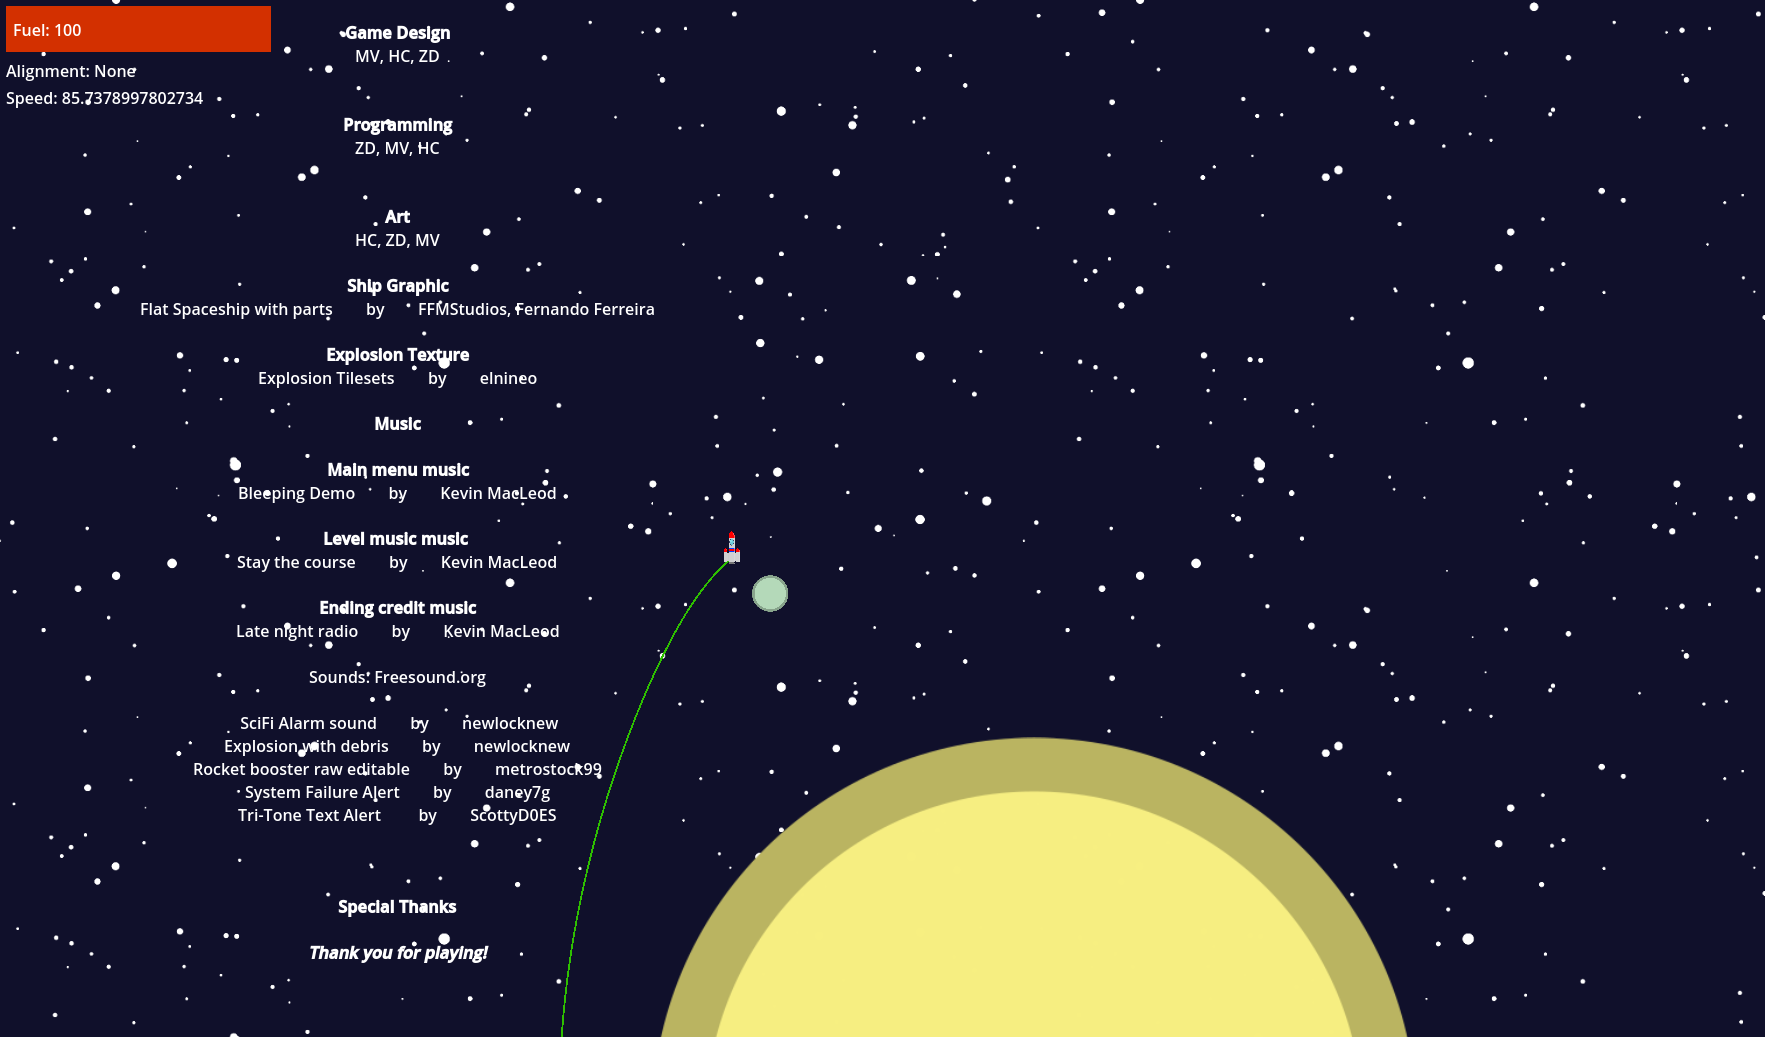 Fuel: 100
Alignment: None
Speed: 85.7378997802734
Game Design
MV, HC, ZD
Programming
ZD, MV, HC
Art
HC, ZD, MV
Ship Graphic
Flat Spaceship with parts by FFMStudios, Fernando Ferreira
Explosion Texture
Explosion Tilesets by elnineo
Music
Main menu music
Bleeping Demo by Kevin MacLeod
Level music music
Stay the course by Kevin MacLeod
Ending credit music
Late night radio by Kevin MacLeod
Sounds: Freesound.org
SciFi Alarm sound by newlocknew
Explosion with debris by newlocknew
Rocket booster raw editable by metrostock99
System Failure Alert by daney7g
Tri-Tone Text Alert by ScottyD0ES
Special Thanks
Thank you for playing!